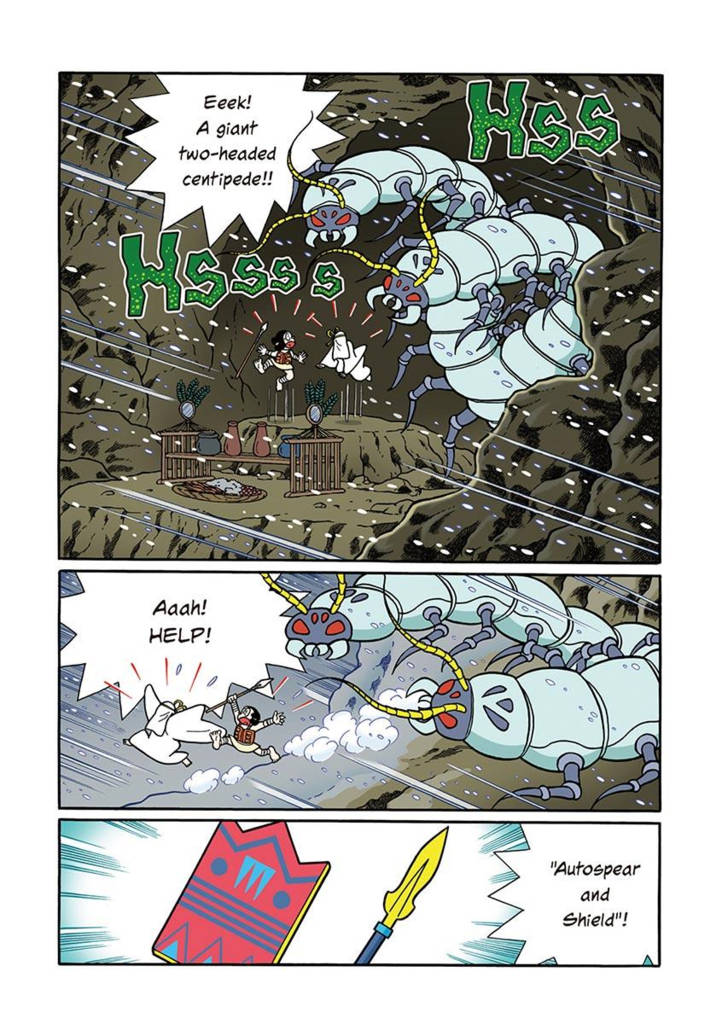 Eeek!
A giant
two-headed
centipede!!
HSS
HSSSS
Aaah!
HELP!
"Autospear
and
Shield"!